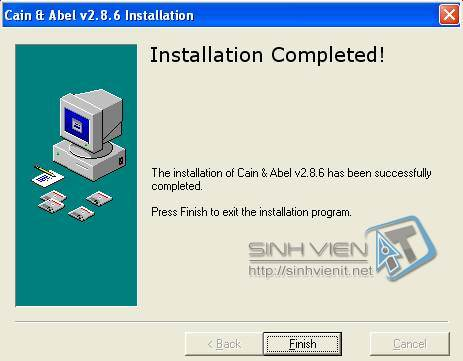 Cain & Abel v2.8.6 Installation
Installation Completed!
The installation of Cain & Abel v2.8.6 has been successfully
completed.
Press Finish to exit the installation program.
SINH VIEN IT
http://sinhvienit.net
< Back
Finish
Cancel